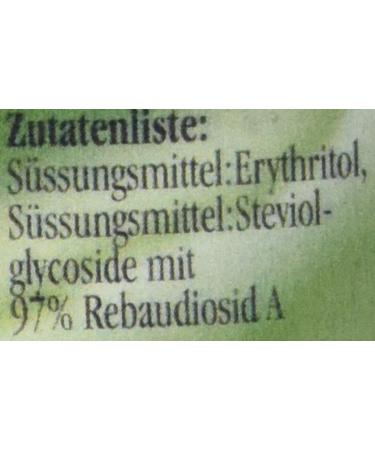 Zutatenliste:
Süssungsmittel:Erythritol,
Süssungsmittel:Steviol-
glycoside mit
97% Rebaudiosid A